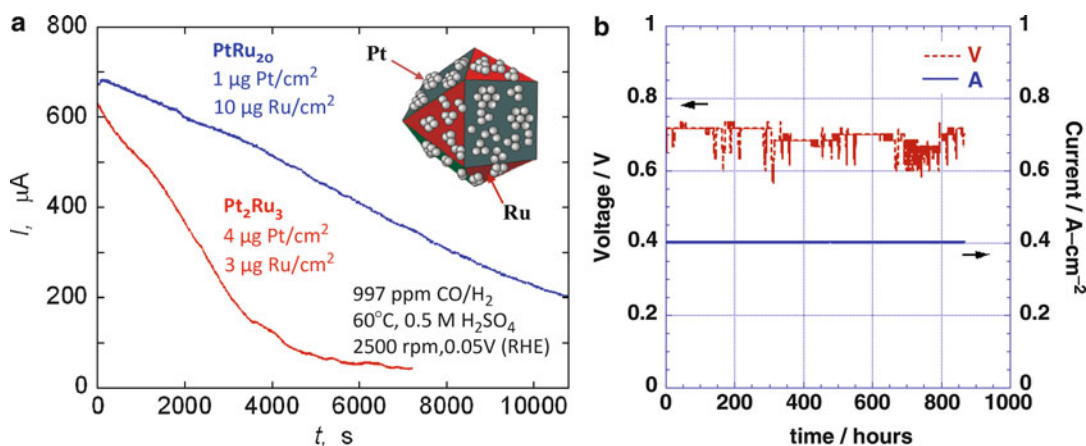 a
800
600
400
200
0
I, μA
0 2000 4000 6000 8000 10000
t, s
PtRu₂₀
1 μg Pt/cm²
10 μg Ru/cm²
Pt
Ru
Pt₂Ru₃
4 μg Pt/cm²
3 μg Ru/cm²
997 ppm CO/H₂
60°C, 0.5 M H₂SO₄
2500 rpm,0.05V (RHE)
b
1
0.8
0.6
0.4
0.2
0
Voltage / V
V
A
1
0.8
0.6
0.4
0.2
0
Current / A–cm⁻²
0 200 400 600 800 1000
time / hours